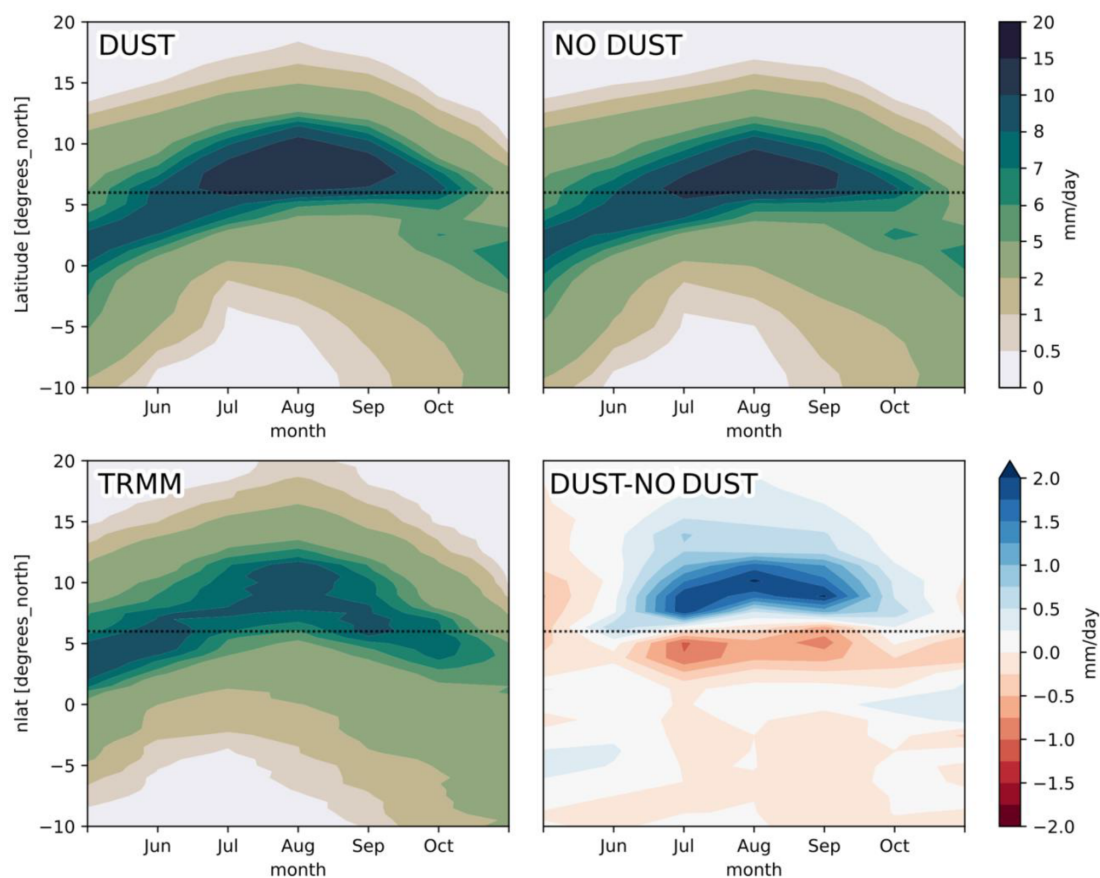 DUST
20
15
10
5
0
−5
−10
Latitude [degrees_north]
Jun Jul Aug Sep Oct
month
NO DUST
Jun Jul Aug Sep Oct
month
20
15
10
8
7
6
5
2
1
0.5
0
mm/day
TRMM
20
15
10
5
0
−5
−10
nlat [degrees_north]
Jun Jul Aug Sep Oct
month
DUST-NO DUST
Jun Jul Aug Sep Oct
month
2.0
1.5
1.0
0.5
0.0
−0.5
−1.0
−1.5
−2.0
mm/day